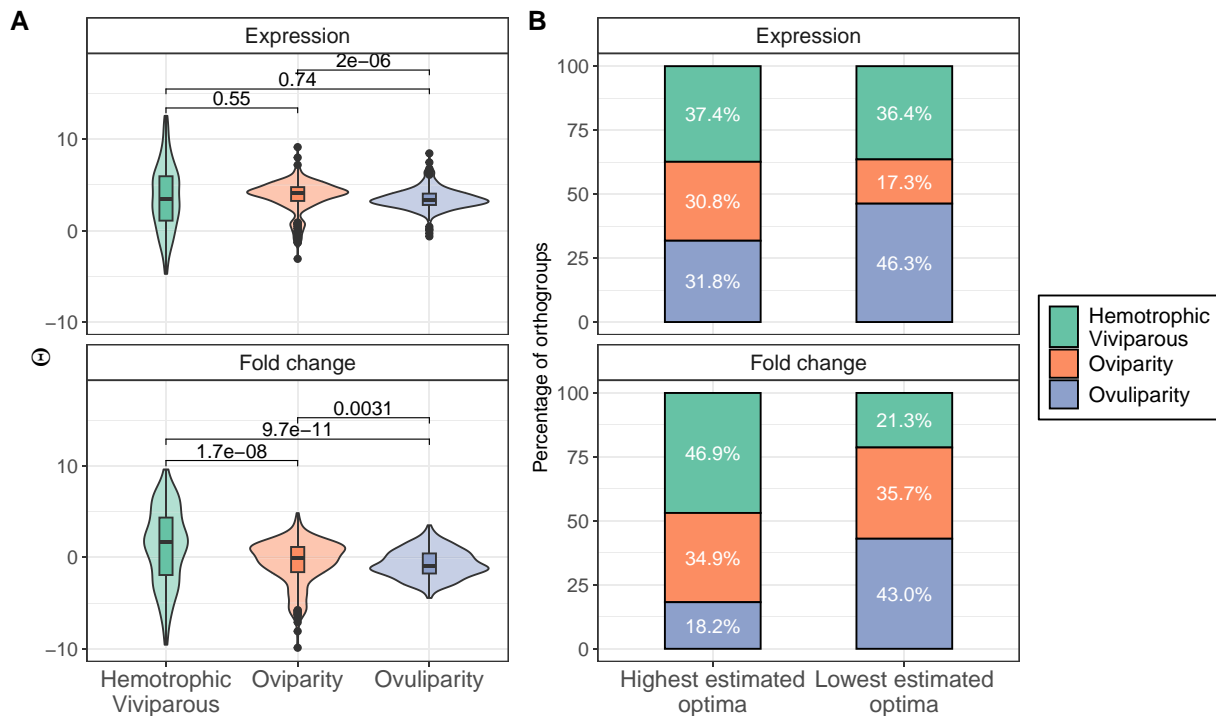 A
Expression
2e−06
0.74
0.55
10
0
−10
Θ
Fold change
0.0031
9.7e−11
1.7e−08
10
0
−10
Hemotrophic
Viviparous
Oviparity
Ovuliparity
B
Expression
Percentage of orthogroups
100
75
50
25
0
37.4%
30.8%
31.8%
36.4%
17.3%
46.3%
Fold change
100
75
50
25
0
46.9%
34.9%
18.2%
21.3%
35.7%
43.0%
Highest estimated
optima
Lowest estimated
optima
Hemotrophic
Viviparous
Oviparity
Ovuliparity